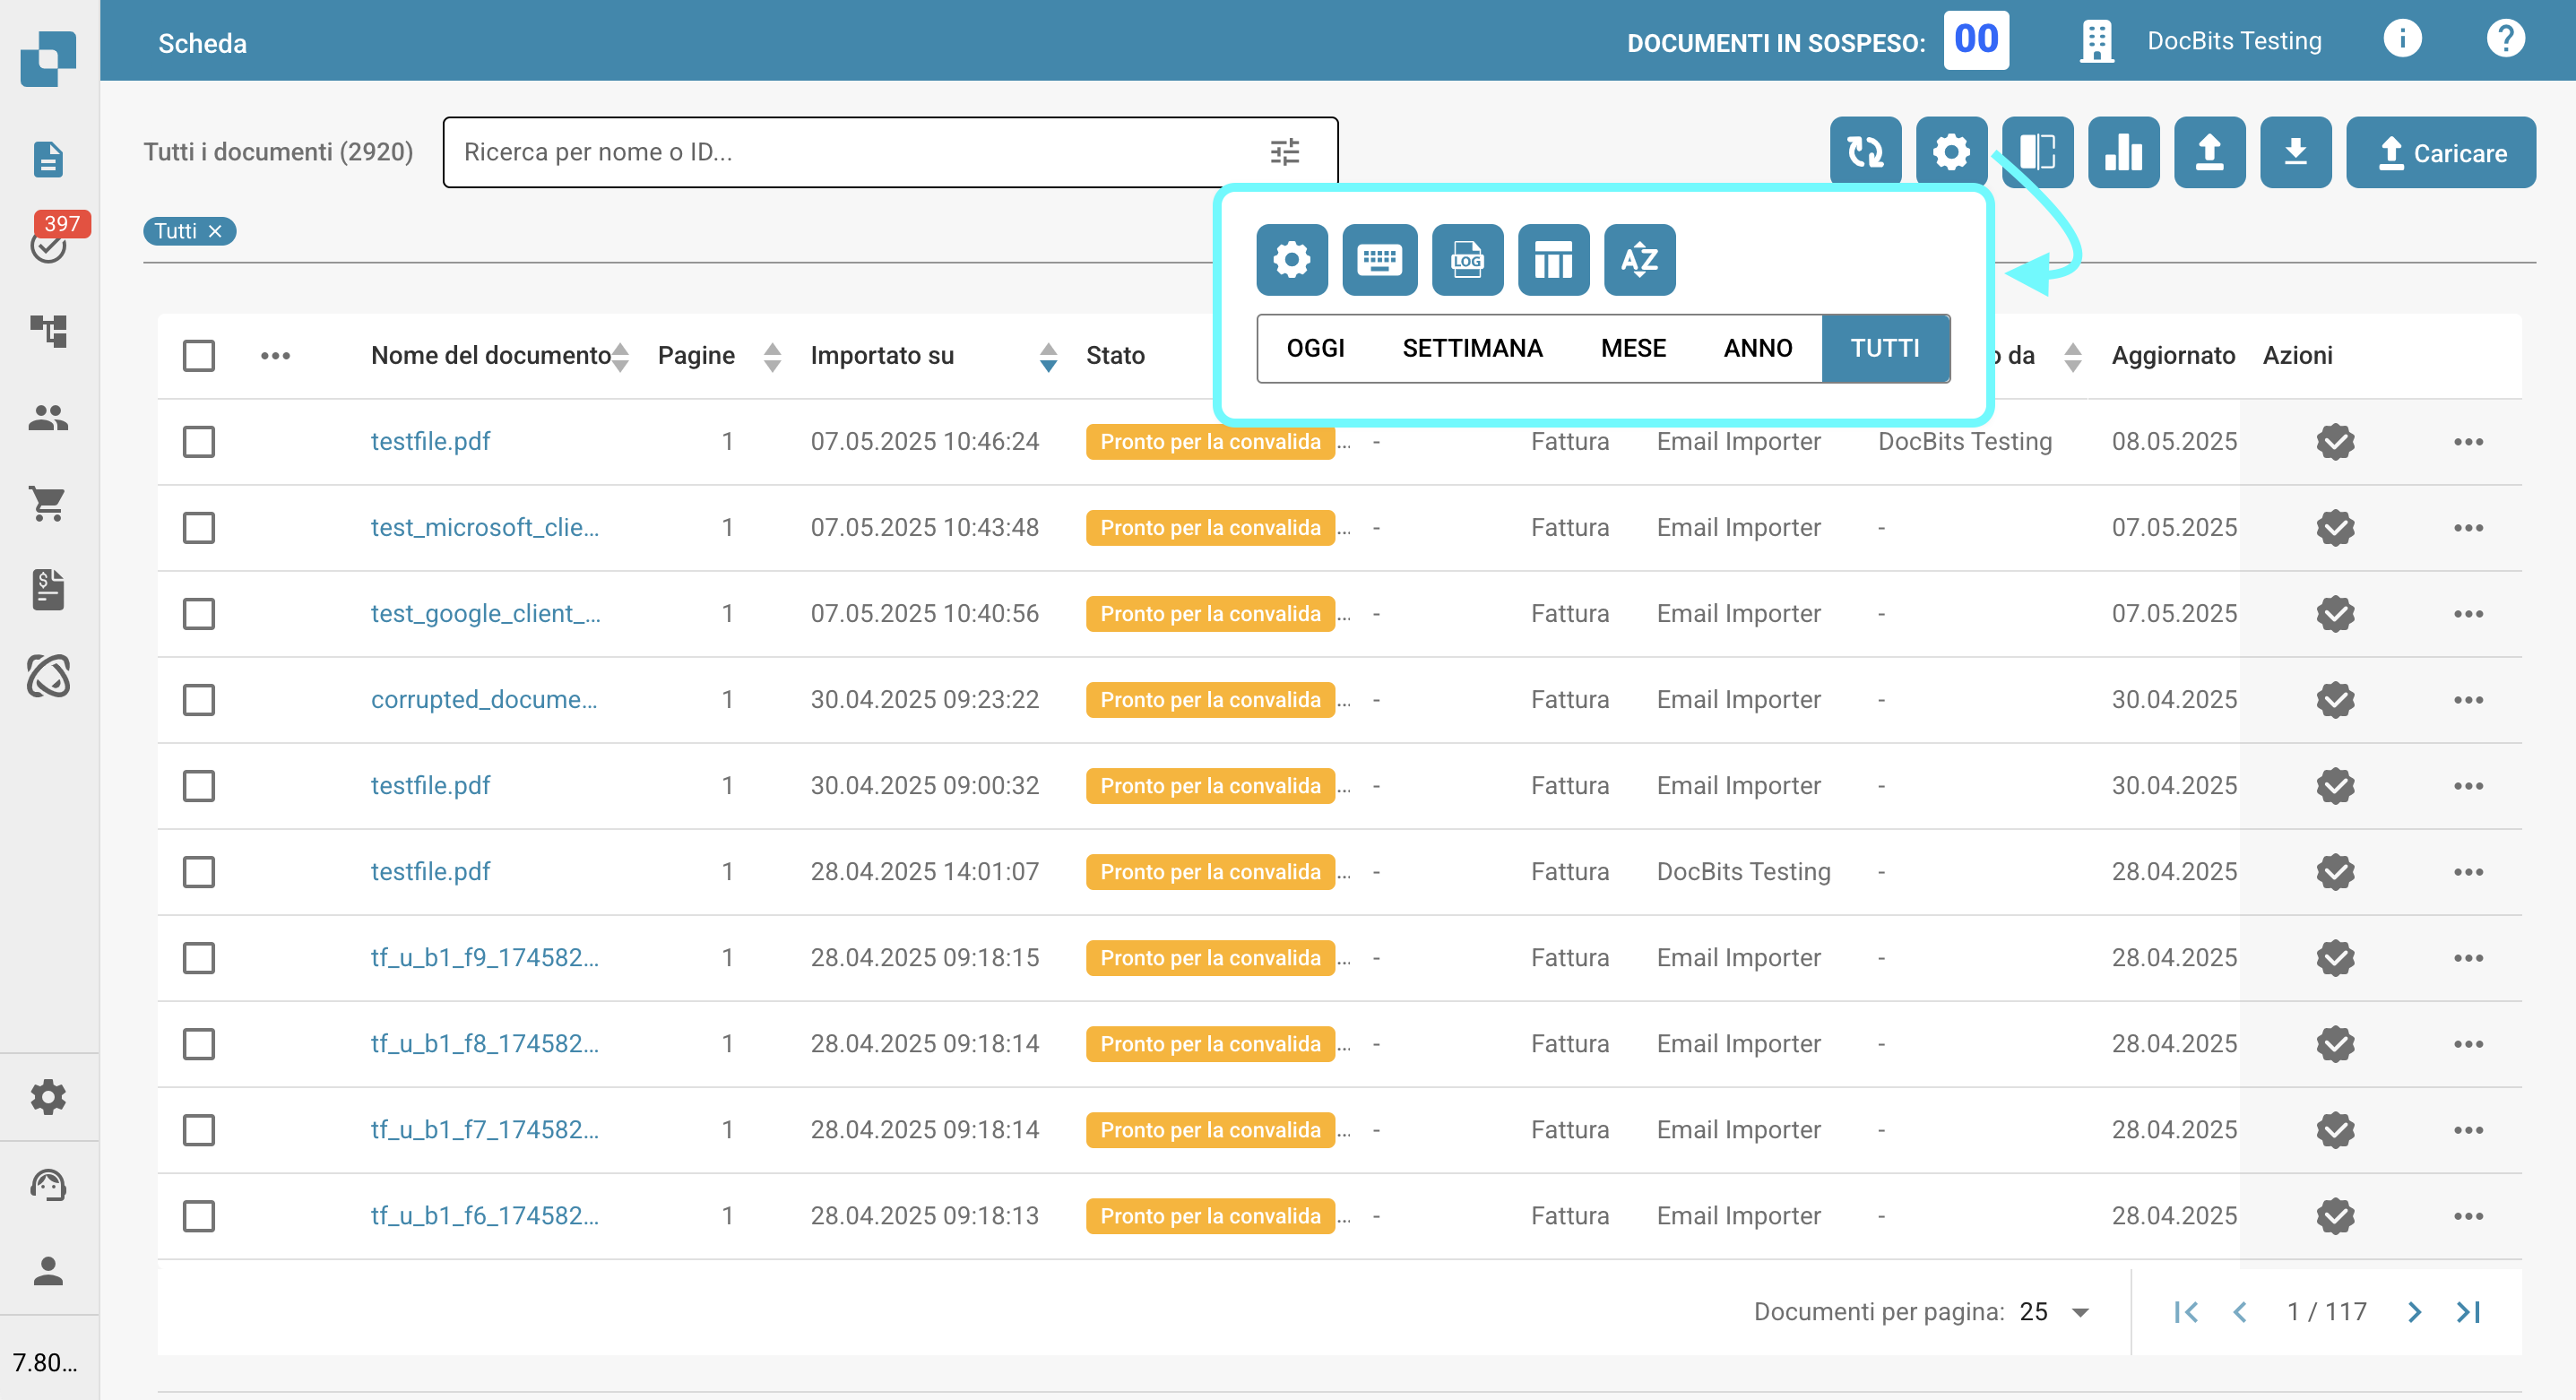 Scheda
DOCUMENTI IN SOSPESO: 00 DocBits Testing
Tutti i documenti (2920) Ricerca per nome o ID... Caricare
397
Tutti
LOG
AZ
OGGI SETTIMANA MESE ANNO TUTTI
Nome del documento Pagine Importato su Stato da Aggiornato Azioni
testfile.pdf 1 07.05.2025 10:46:24 Pronto per la convalida ... - Fattura Email Importer DocBits Testing 08.05.2025
test_microsoft_clie... 1 07.05.2025 10:43:48 Pronto per la convalida ... - Fattura Email Importer - 07.05.2025
test_google_client_... 1 07.05.2025 10:40:56 Pronto per la convalida ... - Fattura Email Importer - 07.05.2025
corrupted_docume... 1 30.04.2025 09:23:22 Pronto per la convalida ... - Fattura Email Importer - 30.04.2025
testfile.pdf 1 30.04.2025 09:00:32 Pronto per la convalida ... - Fattura Email Importer - 30.04.2025
testfile.pdf 1 28.04.2025 14:01:07 Pronto per la convalida ... - Fattura DocBits Testing - 28.04.2025
tf_u_b1_f9_174582... 1 28.04.2025 09:18:15 Pronto per la convalida ... - Fattura Email Importer - 28.04.2025
tf_u_b1_f8_174582... 1 28.04.2025 09:18:14 Pronto per la convalida ... - Fattura Email Importer - 28.04.2025
tf_u_b1_f7_174582... 1 28.04.2025 09:18:14 Pronto per la convalida ... - Fattura Email Importer - 28.04.2025
tf_u_b1_f6_174582... 1 28.04.2025 09:18:13 Pronto per la convalida ... - Fattura Email Importer - 28.04.2025
Documenti per pagina: 25 1 / 117
7.80...